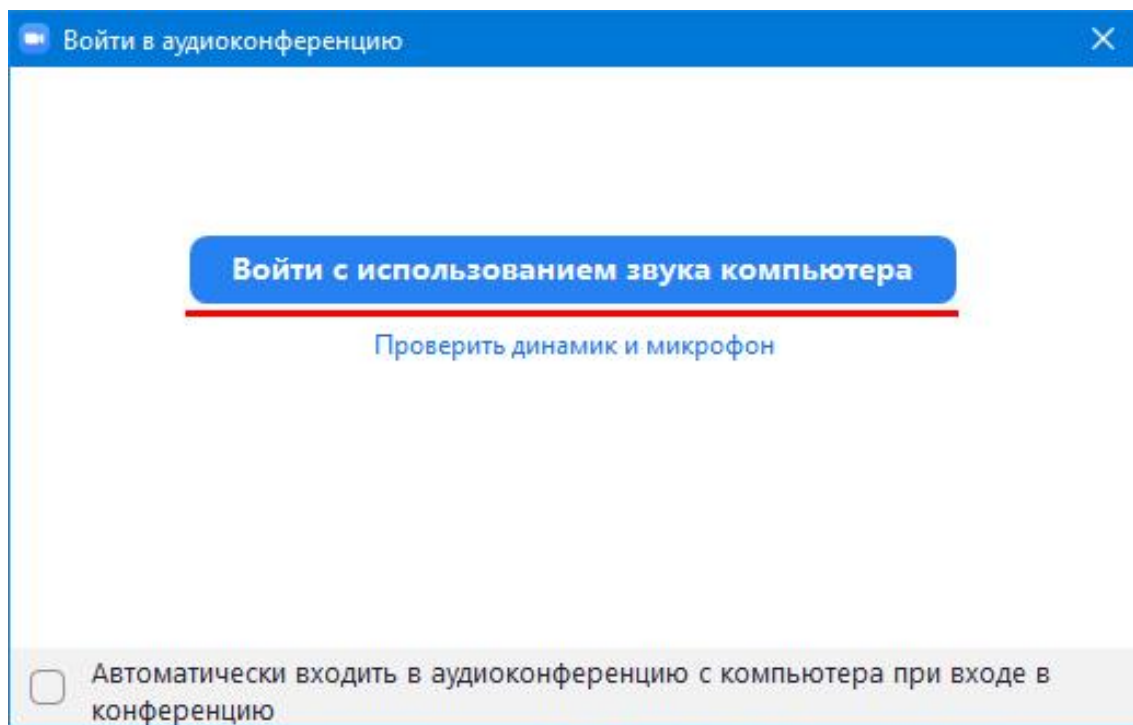 Войти в аудиоконференцию
Войти с использованием звука компьютера
Проверить динамик и микрофон
Автоматически входить в аудиоконференцию с компьютера при входе в
конференцию